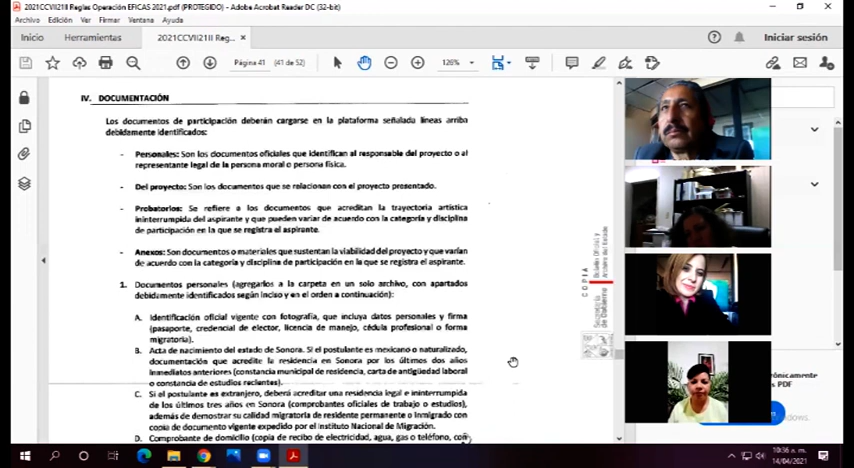 2021CCVII21II Reglas Operación EFICAS 2021.pdf (PROTEGIDO) - Adobe Acrobat Reader DC (32-bit)
Archivo Edición Ver Firmar Ventana Ayuda
Inicio Herramientas 2021CCVII21II Reg... × Iniciar sesión
Página 41 (41 de 52) 126%
IV. DOCUMENTACIÓN
Los documentos de participación deberán cargarse en la plataforma señalada líneas arriba
debidamente identificados:
- Personales: Son los documentos oficiales que identifican al responsable del proyecto o al
representante legal de la persona moral o persona física.
- Del proyecto: Son los documentos que se relacionan con el proyecto presentado.
- Probatorios: Se refiere a los documentos que acreditan la trayectoria artística
ininterrumpida del aspirante y que pueden variar de acuerdo con la categoría y disciplina
de participación en la que se registra el aspirante.
- Anexos: Son documentos o materiales que sustentan la viabilidad del proyecto y que varían
de acuerdo con la categoría y disciplina de participación en la que se registra el aspirante.
1. Documentos personales (agregarlos a la carpeta en un solo archivo, con apartados
debidamente identificados según inciso y en el orden a continuación):
A. Identificación oficial vigente con fotografía, que incluya datos personales y firma
(pasaporte, credencial de elector, licencia de manejo, cédula profesional o forma
migratoria).
B. Acta de nacimiento del estado de Sonora. Si el postulante es mexicano o naturalizado,
documentación que acredite la residencia en Sonora por los últimos dos años
inmediatos anteriores (constancia municipal de residencia, carta de antigüedad laboral
o constancia de estudios recientes).
C. Si el postulante es extranjero, deberá acreditar una residencia legal e ininterrumpida
de los últimos tres años en Sonora (comprobantes oficiales de trabajo o estudios),
además de demostrar su calidad migratoria de residente permanente o Inmigrado con
copia de documento vigente expedido por el Instituto Nacional de Migración.
D. Comprobante de domicilio (copia de recibo de electricidad, agua, gas o teléfono, con
COPIA
Boletín Oficial y
Archivo del Estado
Secretaría
de Gobierno
rónicamente
s PDF
10:36 a. m.
14/04/2021